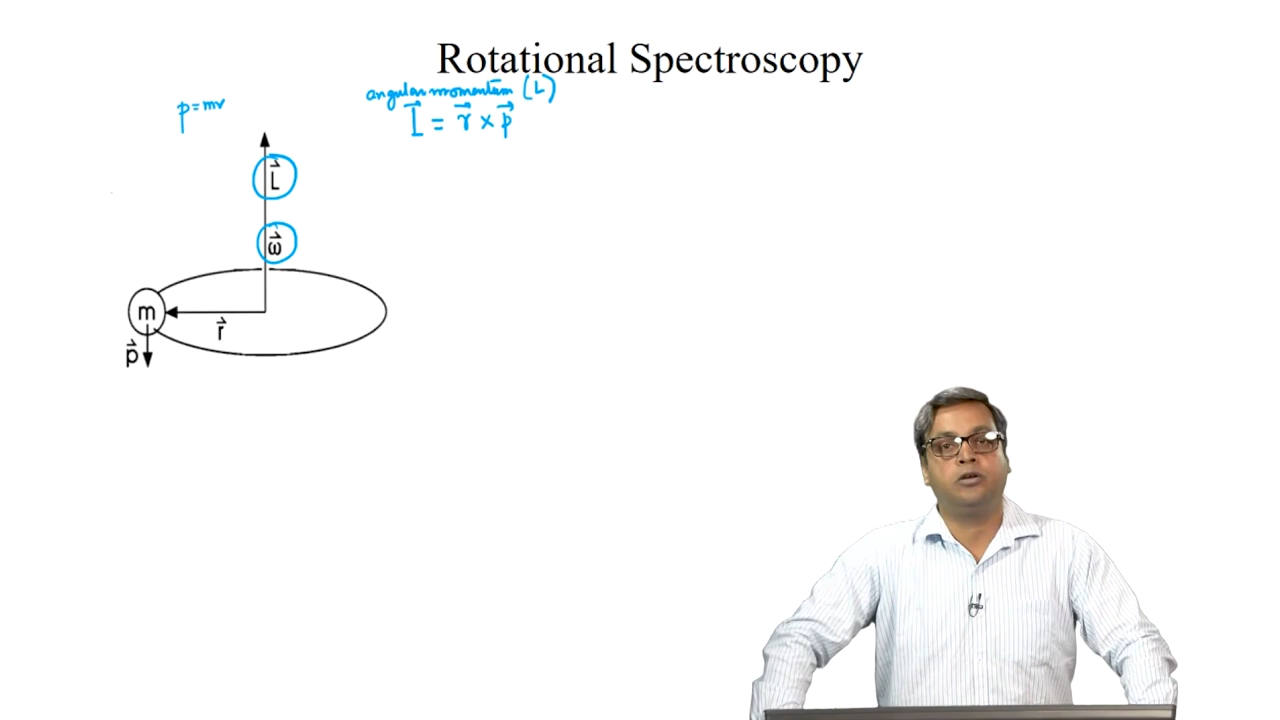 Rotational Spectroscopy
angular momentum (L)
p = mv
L⃗ = r⃗ × p⃗
L⃗
ω⃗
m
r⃗
p⃗